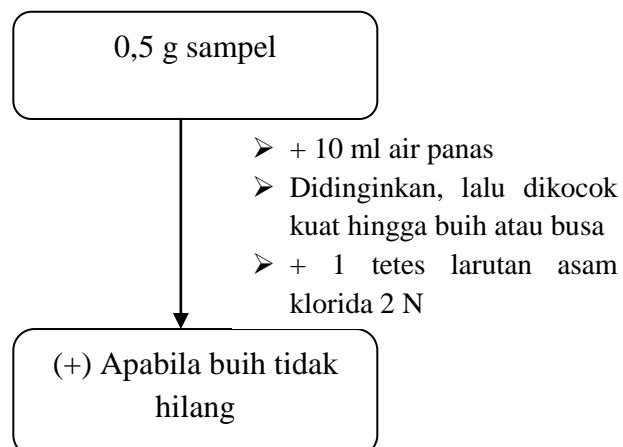 0,5 g sampel
➢ + 10 ml air panas
➢ Didinginkan, lalu dikocok
kuat hingga buih atau busa
➢ + 1 tetes larutan asam
klorida 2 N
(+) Apabila buih tidak
hilang